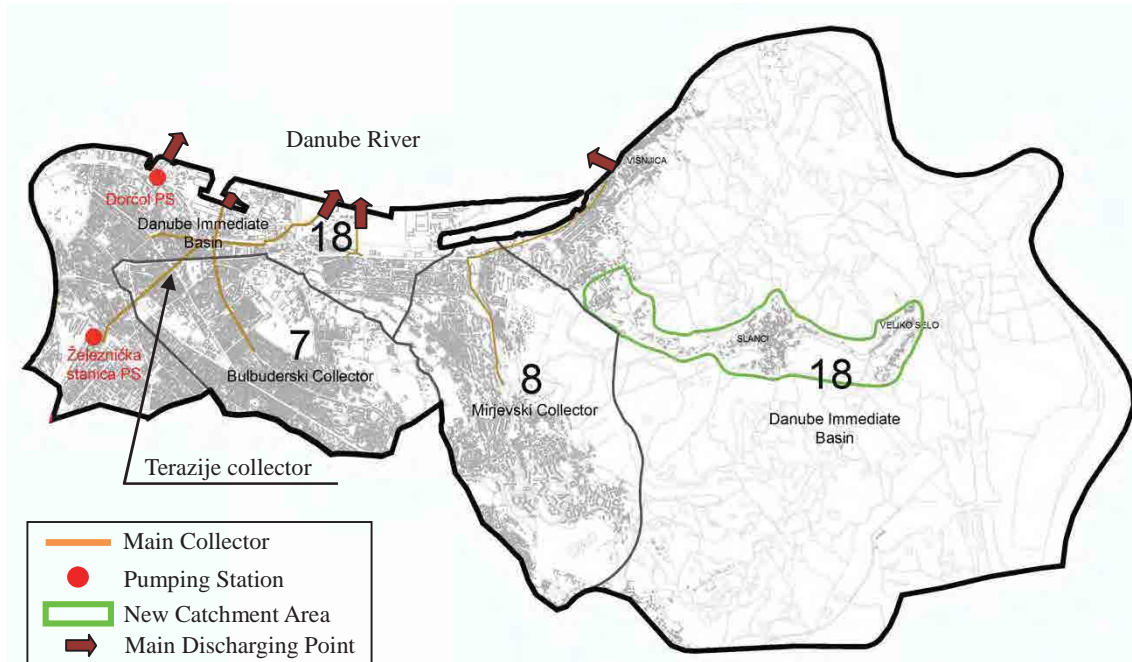 Danube River
VIŠNJICA
Dorćol PS
Danube Immediate
Basin
18
Železnička
stanica PS
7
Bulbuderski Collector
8
Mirjevski Collector
SLANCI
VELIKO SELO
18
Danube Immediate
Basin
Terazije collector
Main Collector
Pumping Station
New Catchment Area
Main Discharging Point